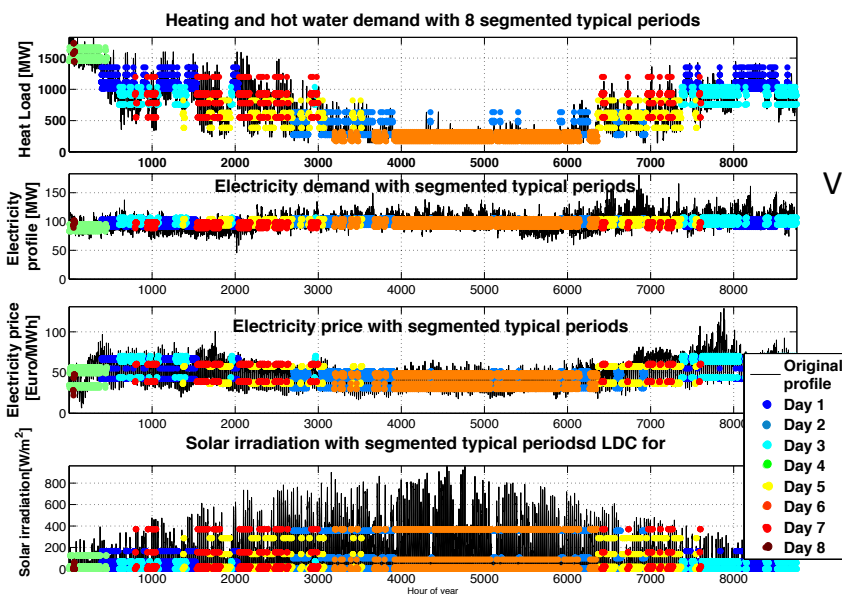 Heating and hot water demand with 8 segmented typical periods
Heat Load [MW]
1500
1000
500
0
1000 2000 3000 4000 5000 6000 7000 8000
Electricity demand with segmented typical periods
V
Electricity
profile [MW]
150
100
50
0
1000 2000 3000 4000 5000 6000 7000 8000
Electricity price with segmented typical periods
Electricity price
[Euro/MWh]
100
50
0
1000 2000 3000 4000 5000 6000 7000 8000
Solar irradiation with segmented typical periodsd LDC for
Solar irradiation[W/m²]
800
600
400
200
0
1000 2000 3000 4000 5000 6000 7000 8000
Hour of year
Original
profile
Day 1
Day 2
Day 3
Day 4
Day 5
Day 6
Day 7
Day 8